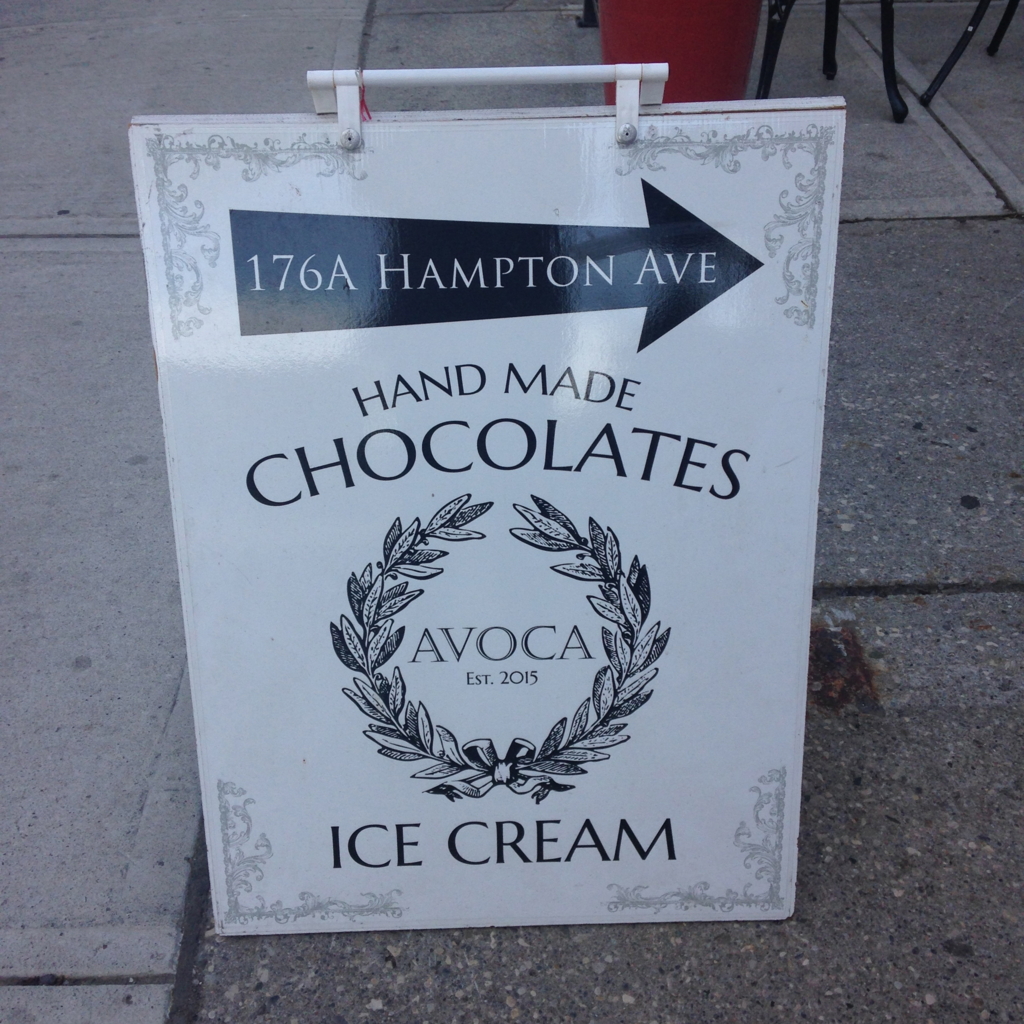 176A HAMPTON AVE
HAND MADE
CHOCOLATES
AVOCA
EST. 2015
ICE CREAM